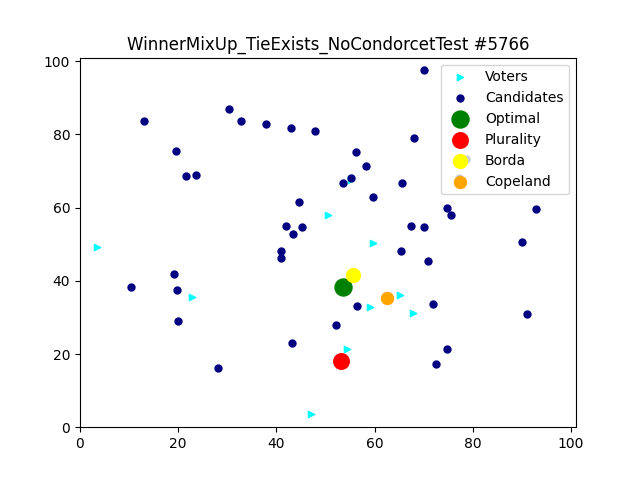 WinnerMixUp_TieExists_NoCondorcetTest #5766
100
80
60
40
20
0
0 20 40 60 80 100
Voters
Candidates
Optimal
Plurality
Borda
Copeland